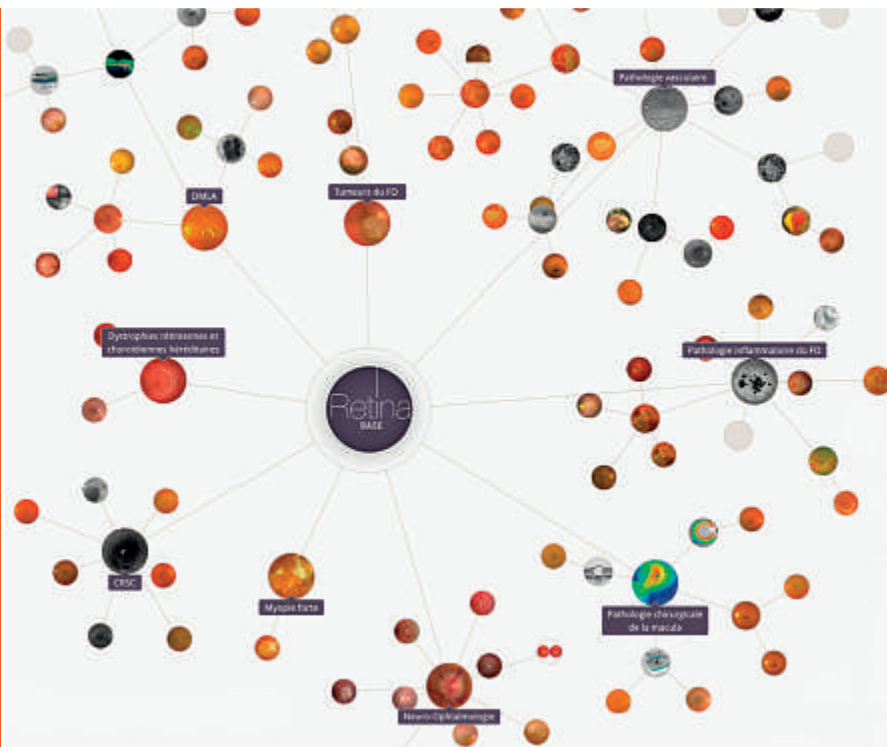 Pathologie vasculaire
DMLA
Tumeurs du FO
Dystrophies rétiniennes et
choroïdiennes héréditaires
Pathologie inflammatoire du FO
Retina
BASE
CRSC
Myopie forte
Pathologie chirurgicale
de la macula
Neuro-Ophtalmologie